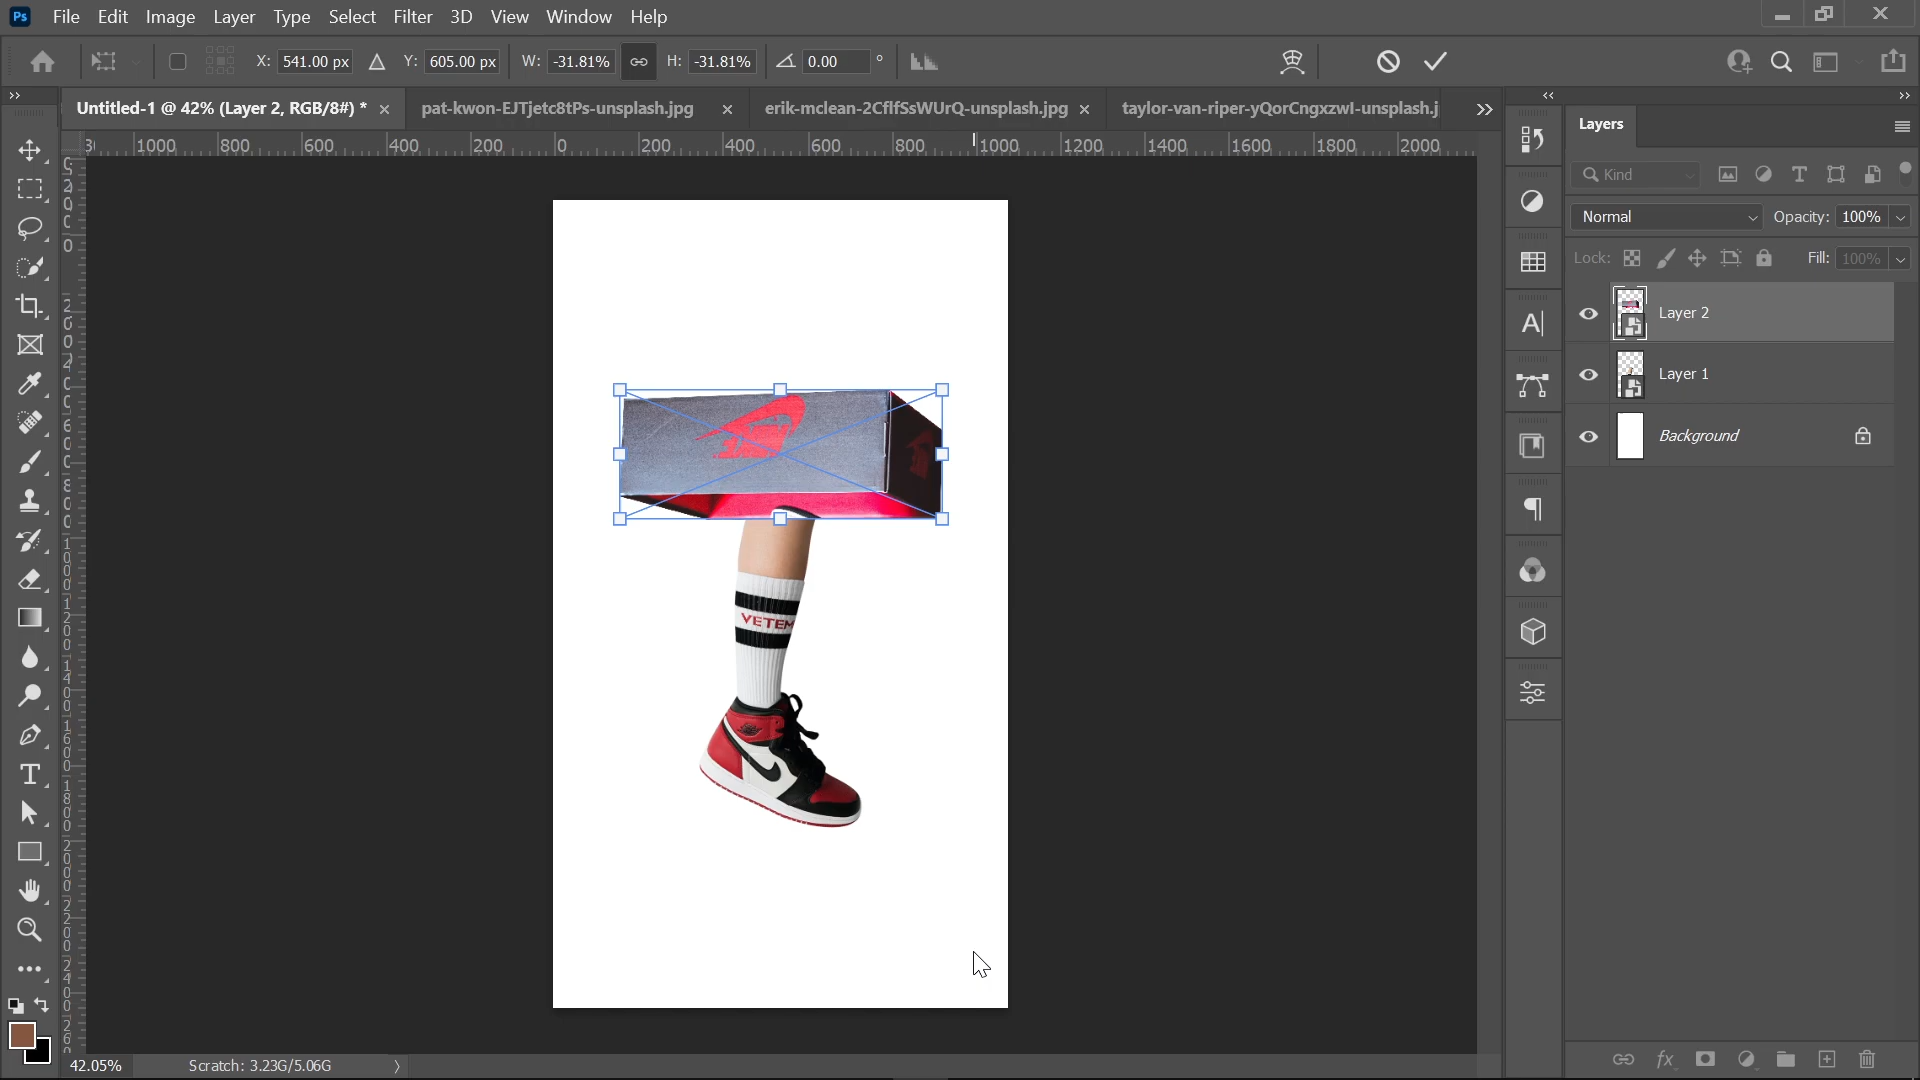 Ps File Edit Image Layer Type Select Filter 3D View Window Help
X: 541.00 px Y: 605.00 px W: -31.81% H: -31.81% 0.00 °
Untitled-1 @ 42% (Layer 2, RGB/8#) * × pat-kwon-EJTjetc8tPs-unsplash.jpg × erik-mclean-2CflfSsWUrQ-unsplash.jpg × taylor-van-riper-yQorCngxzwI-unsplash.j
1000 800 600 400 200 0 200 400 600 800 1000 1200 1400 1600 1800 2000
Layers
Kind
Normal Opacity: 100%
Lock: Fill: 100%
Layer 2
Layer 1
Background
VETEM
42.05% Scratch: 3.23G/5.06G